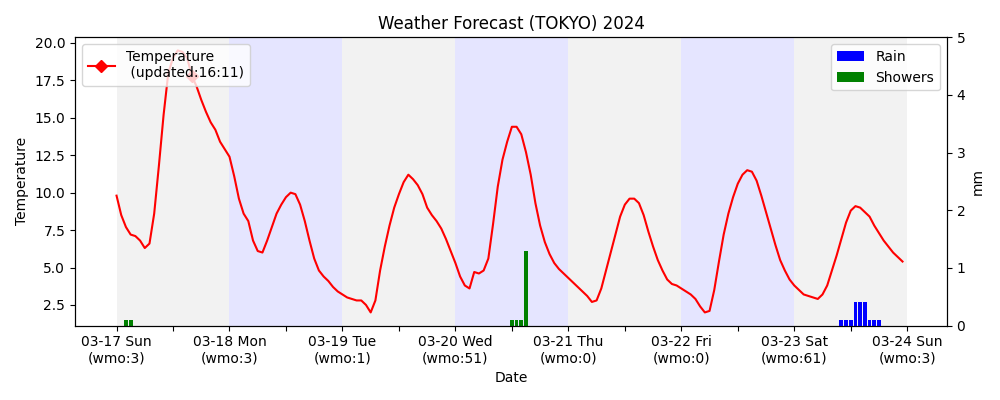 Weather Forecast (TOKYO) 2024
Temperature
(updated:16:11)
Rain
Showers
20.0
17.5
15.0
12.5
10.0
7.5
5.0
2.5
Temperature
5
4
3
2
1
0
mm
03-17 Sun 03-18 Mon 03-19 Tue 03-20 Wed 03-21 Thu 03-22 Fri 03-23 Sat 03-24 Sun
(wmo:3) (wmo:3) (wmo:1) (wmo:51) (wmo:0) (wmo:0) (wmo:61) (wmo:3)
Date